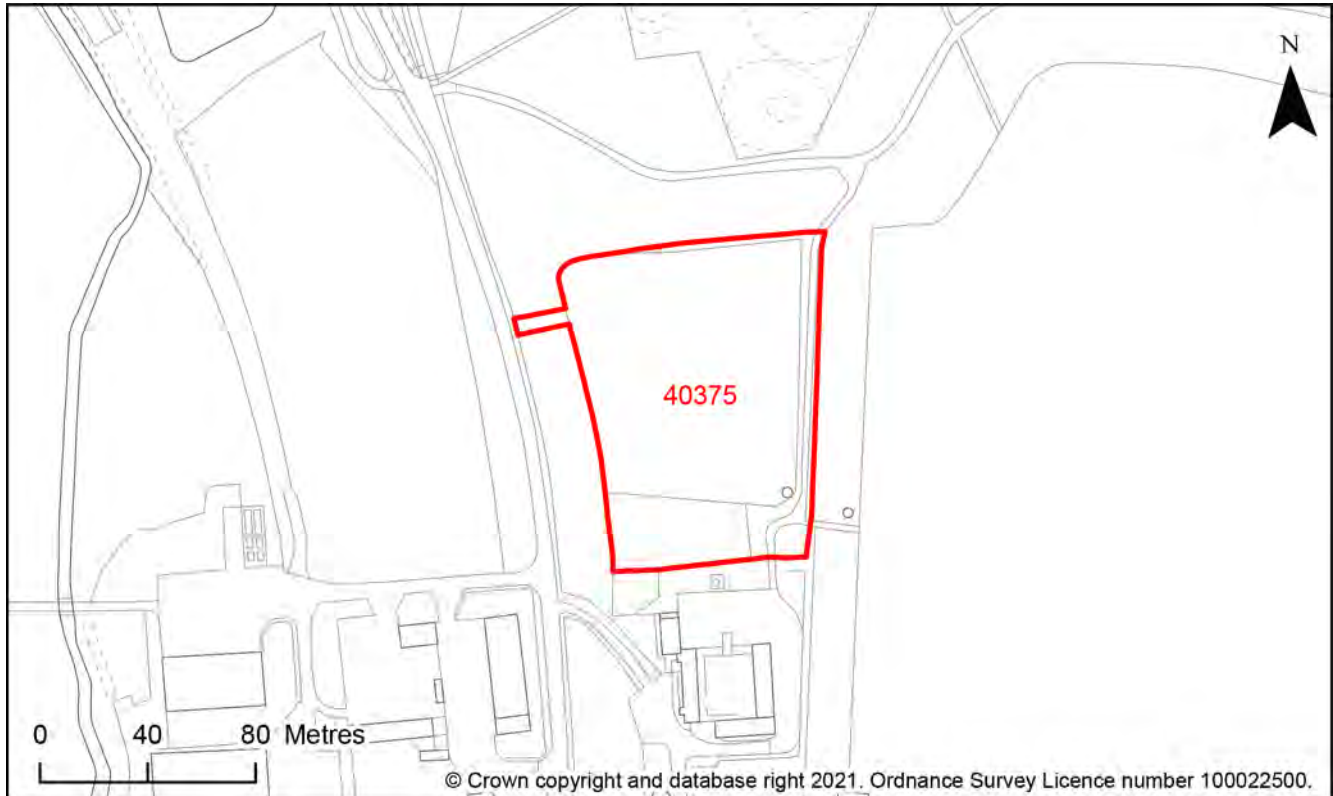 N
40375
0 40 80 Metres
© Crown copyright and database right 2021. Ordnance Survey Licence number 100022500.